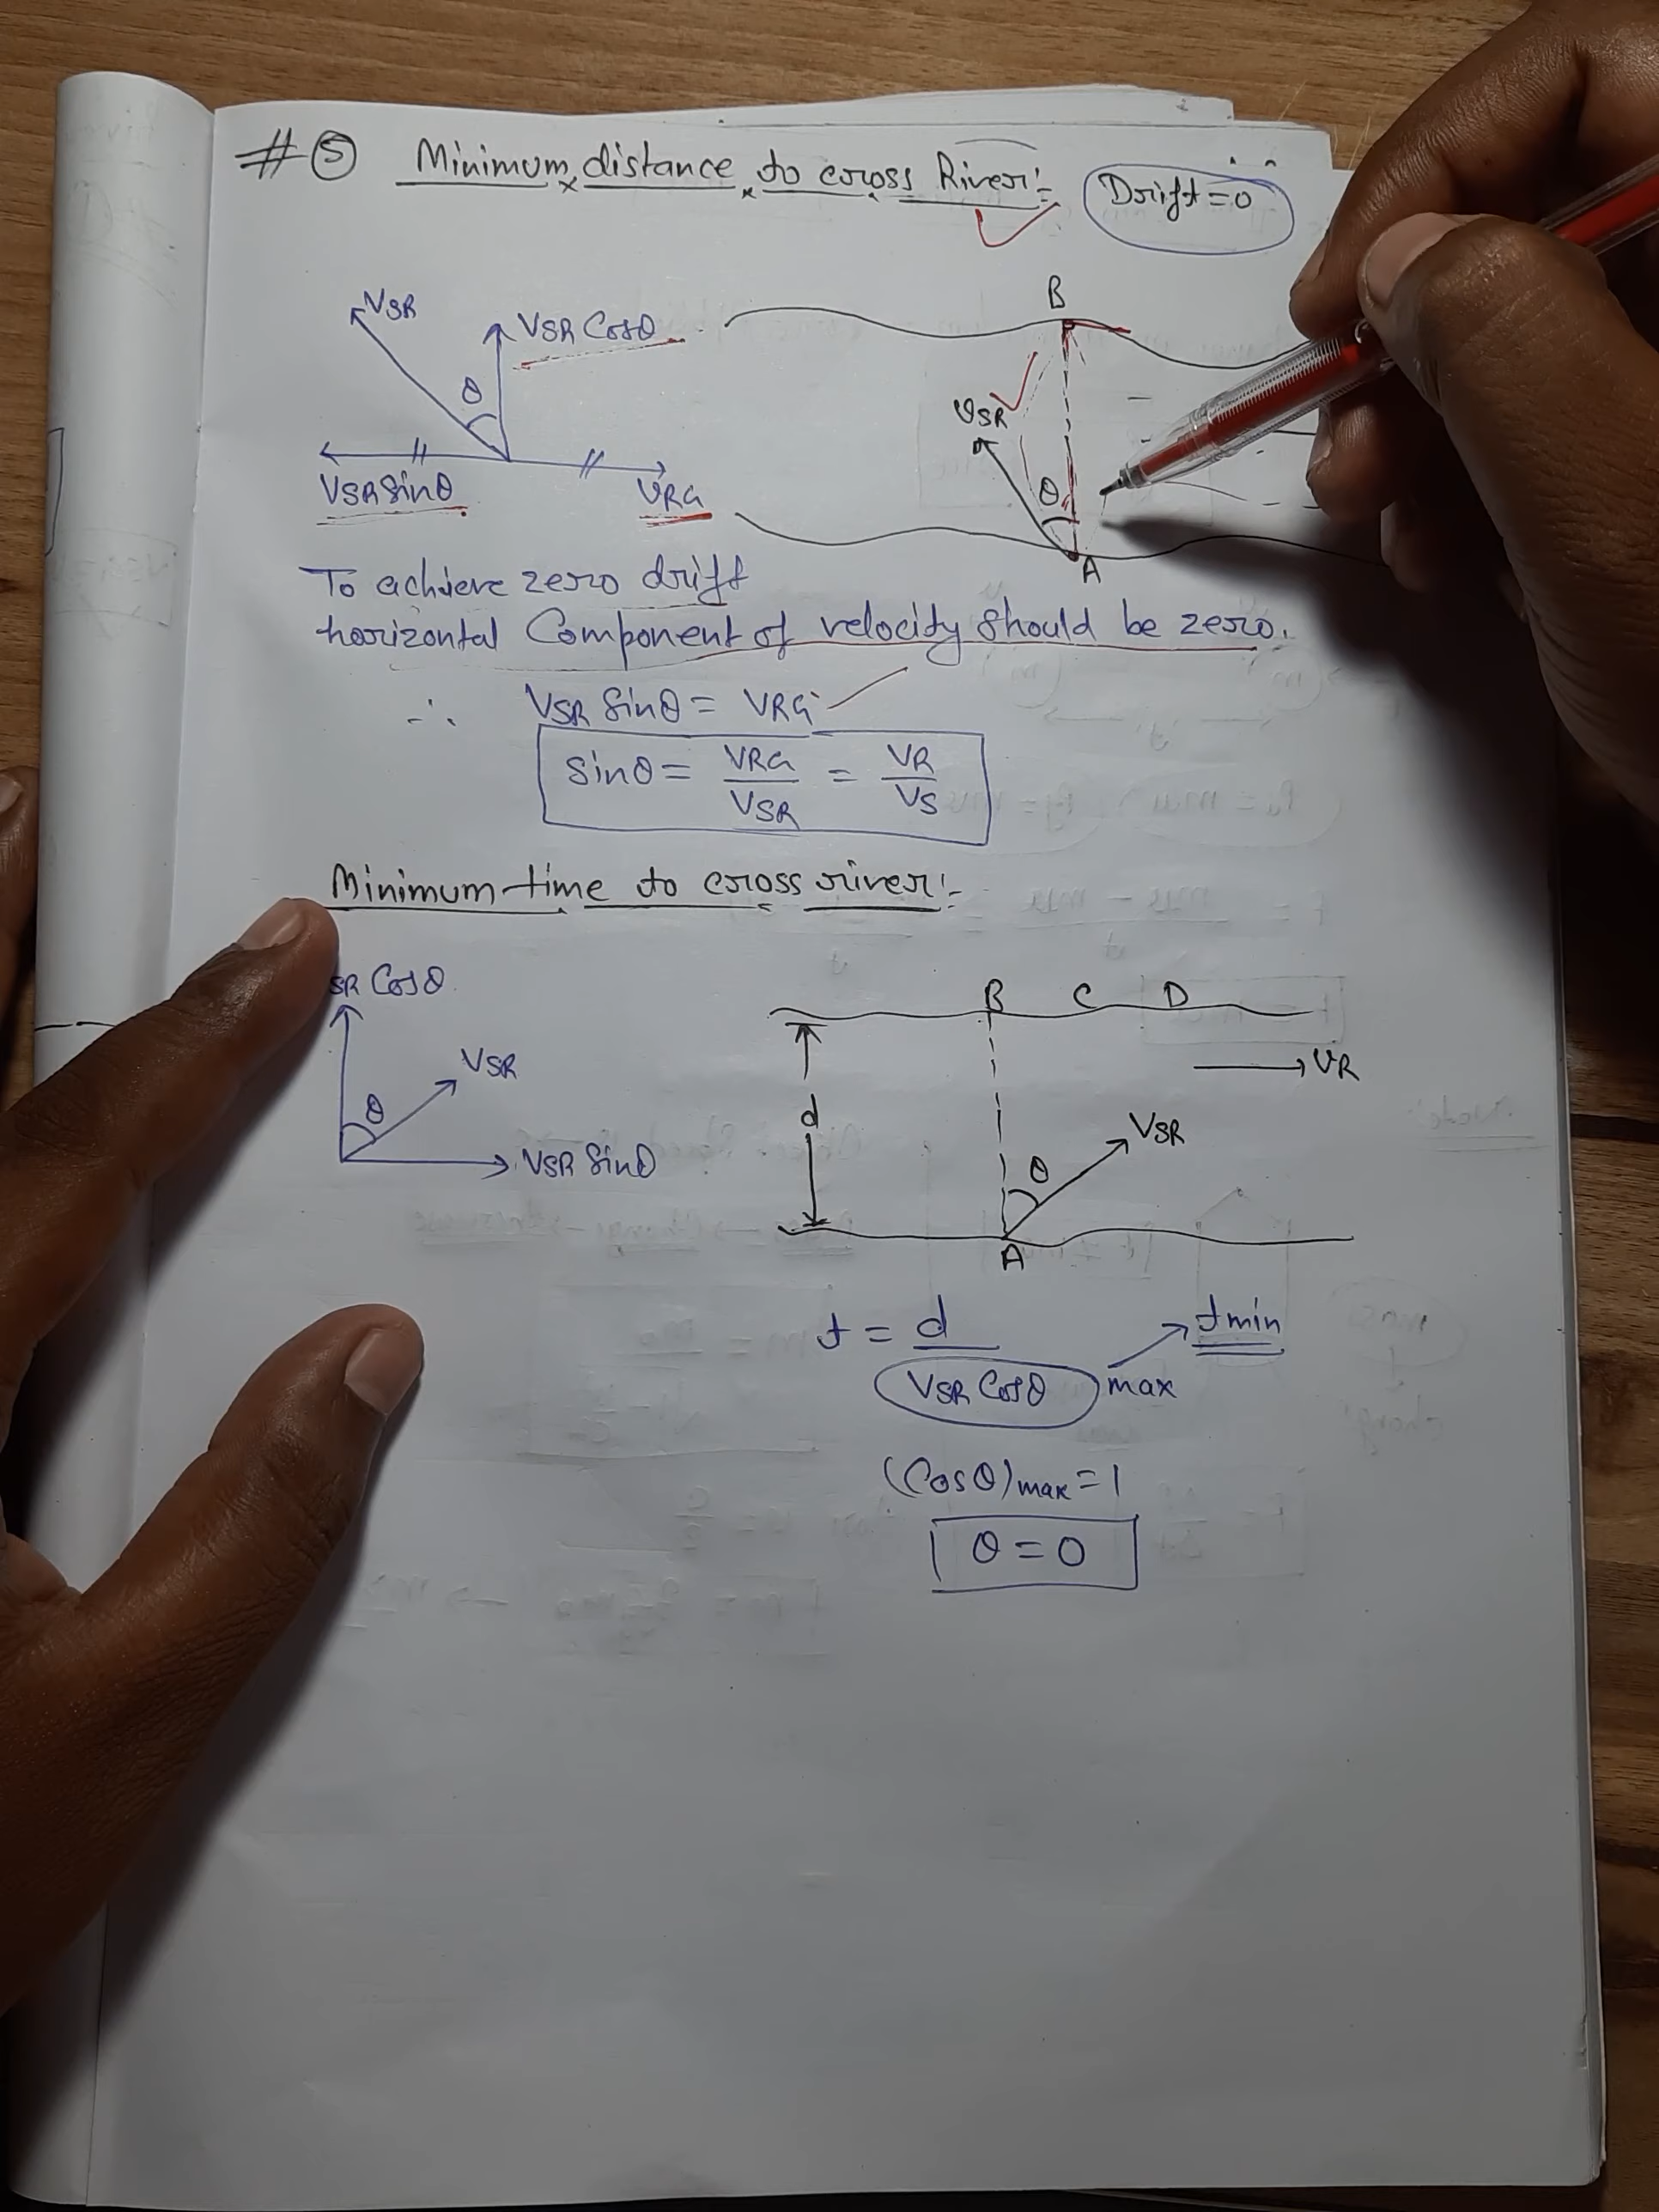 # ⑤ Minimum distance to cross River:- Drift=0
B
VSR
VSR Cosθ
θ
VSR
θ
VSR Sinθ
VRG
A
To achieve zero drift
horizontal Component of velocity should be zero.
∴ VSR Sinθ = VRG
Sinθ = VRG/VSR = VR/VS
Minimum time to cross river:-
SR Cosθ
B C D
VSR
VR
θ
d
VSR
VSR Sinθ
θ
A
t = d/VSR Cosθ max → tmin
(Cosθ)max = 1
θ = 0